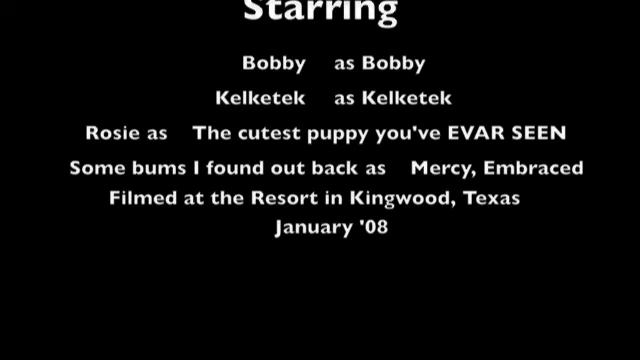 Starring
Bobby as Bobby
Kelketek as Kelketek
Rosie as The cutest puppy you've EVAR SEEN
Some bums I found out back as Mercy, Embraced
Filmed at the Resort in Kingwood, Texas
January '08